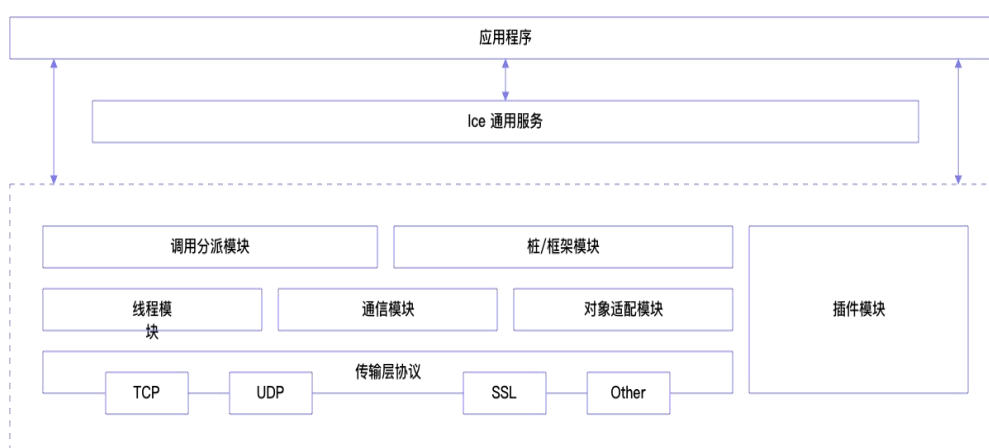 应用程序
Ice 通用服务
调用分派模块
桩/框架模块
线程模
块
通信模块
对象适配模块
插件模块
传输层协议
TCP
UDP
SSL
Other